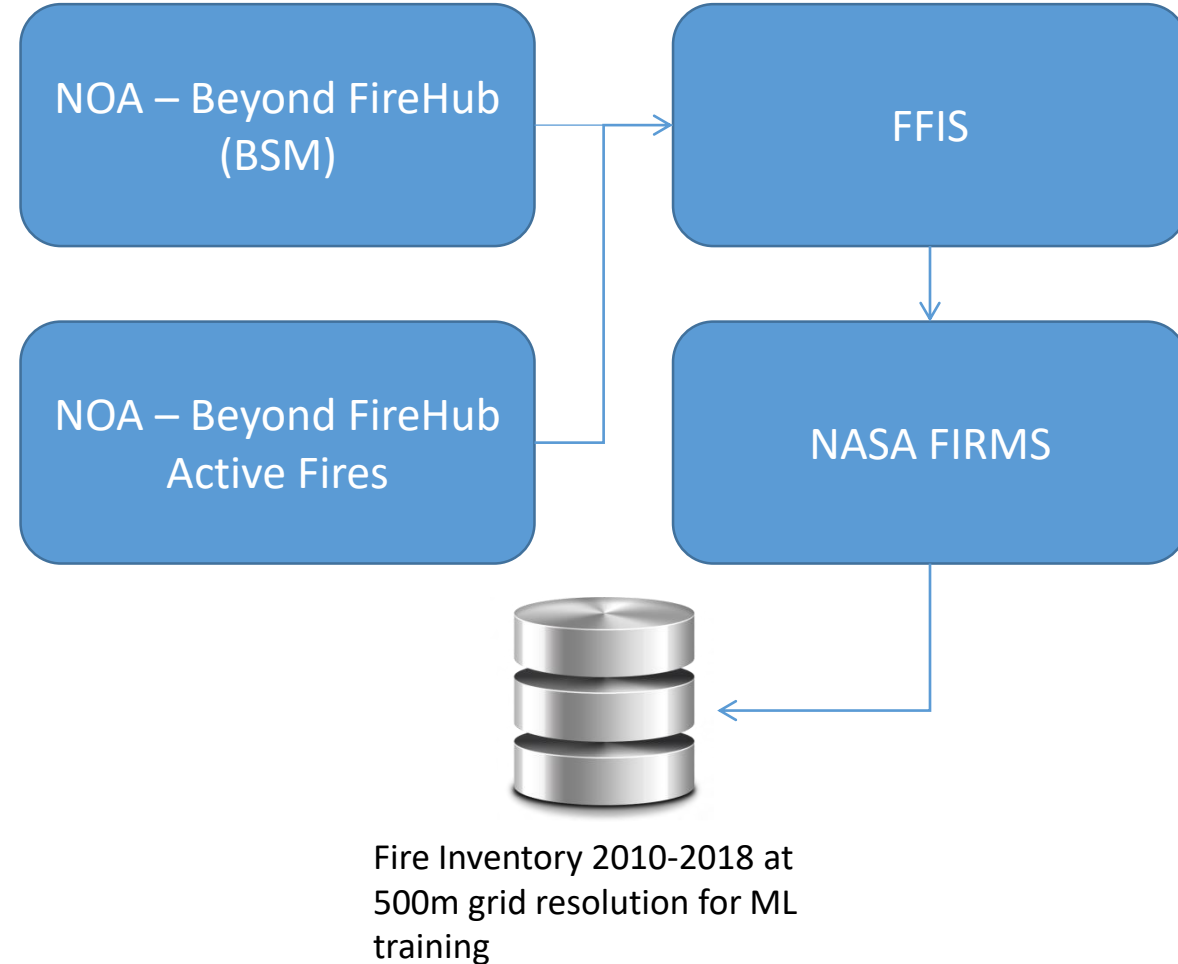 NOA – Beyond FireHub
(BSM)
FFIS
NOA – Beyond FireHub
Active Fires
NASA FIRMS
Fire Inventory 2010-2018 at
500m grid resolution for ML
training